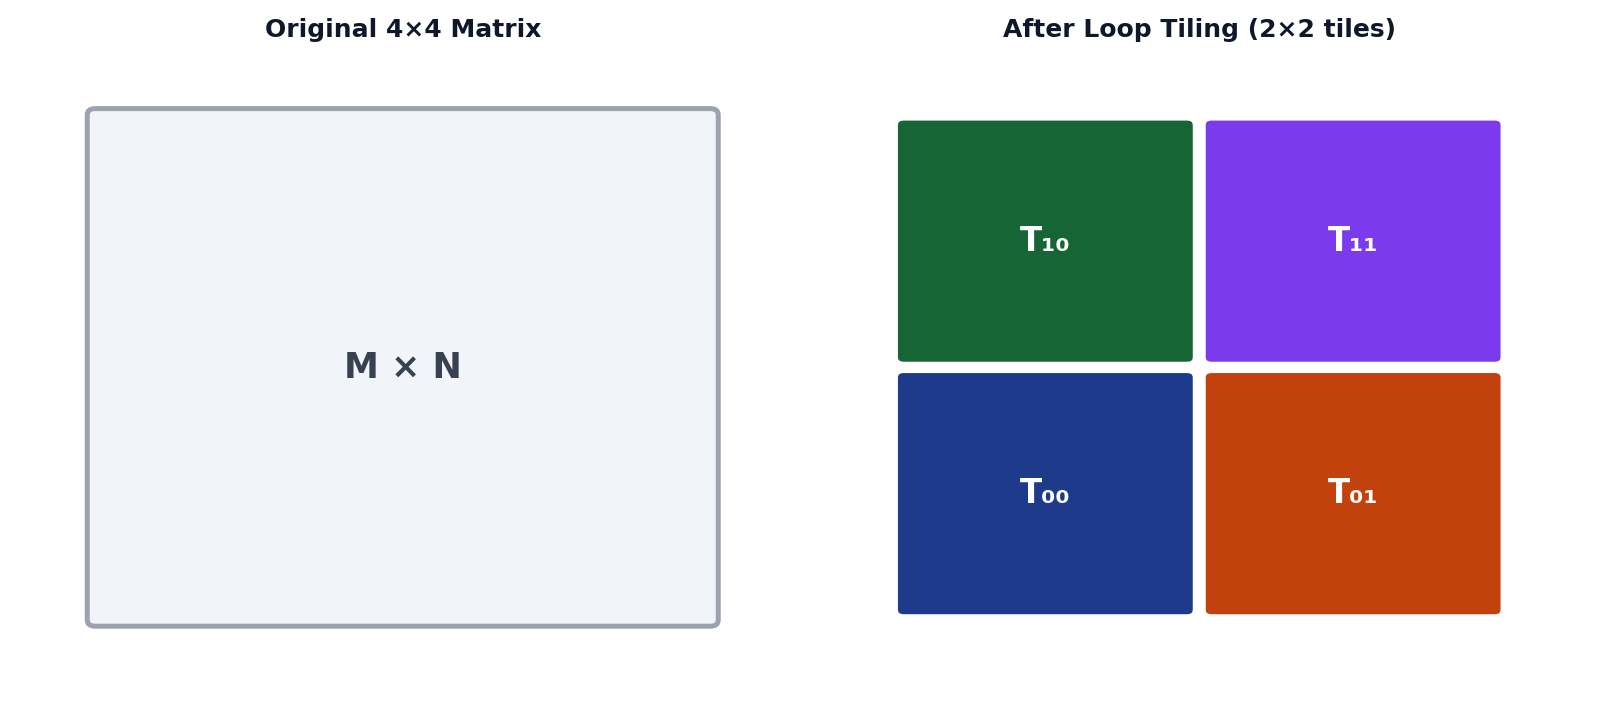 Original 4×4 Matrix
M × N
After Loop Tiling (2×2 tiles)
T₁₀
T₁₁
T₀₀
T₀₁